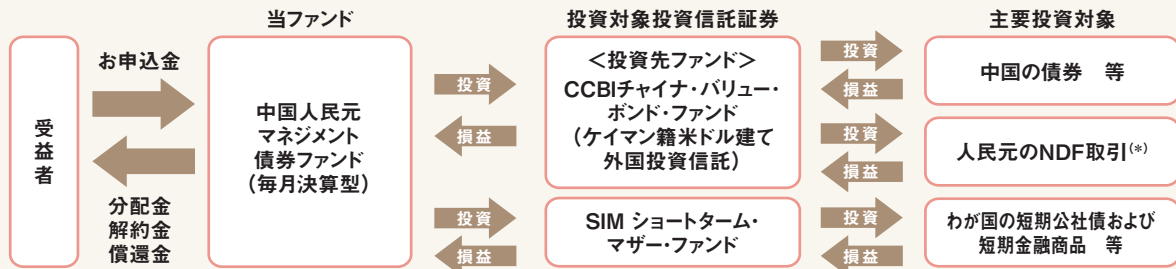 当ファンド
投資対象投資信託証券
主要投資対象
受益者
お申込金
分配金
解約金
償還金
中国人民元
マネジメント
債券ファンド
(毎月決算型)
投資
損益
<投資先ファンド>
CCBIチャイナ・バリュー・
ボンド・ファンド
(ケイマン籍米ドル建て
外国投資信託)
投資
損益
中国の債券 等
投資
損益
人民元のNDF取引(*)
投資
損益
SIM ショートターム・
マザー・ファンド
投資
損益
わが国の短期公社債および
短期金融商品 等